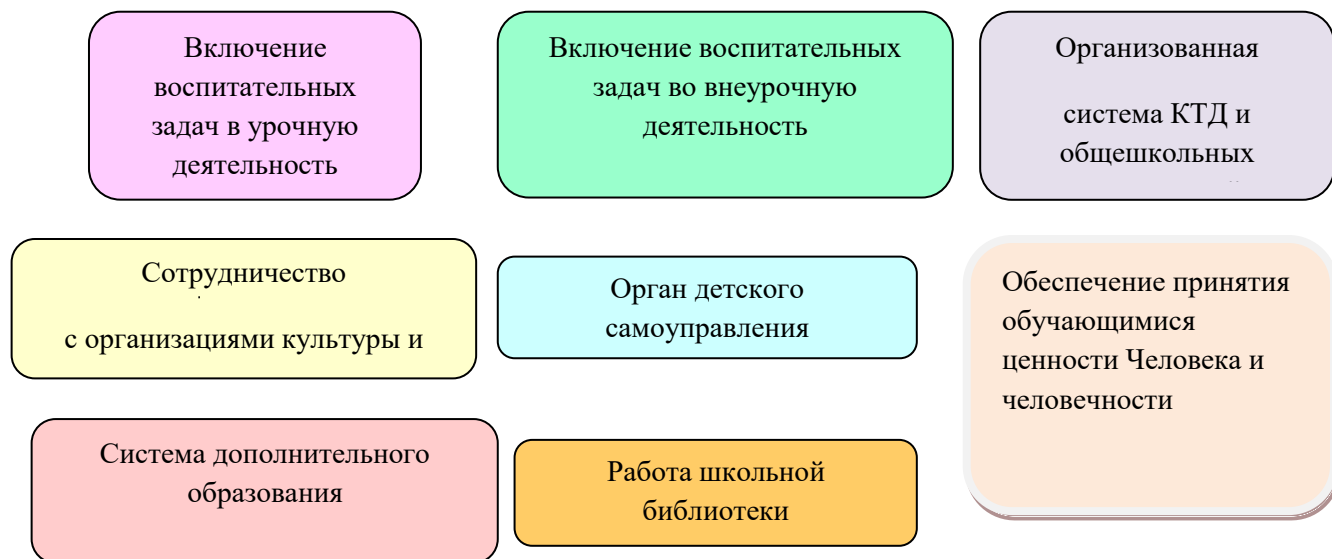 Включение
воспитательных
задач в урочную
деятельность
Включение воспитательных
задач во внеурочную
деятельность
Организованная
система КТД и
общешкольных
Сотрудничество
с организациями культуры и
Орган детского
самоуправления
Обеспечение принятия
обучающимися
ценности Человека и
человечности
Система дополнительного
образования
Работа школьной
библиотеки